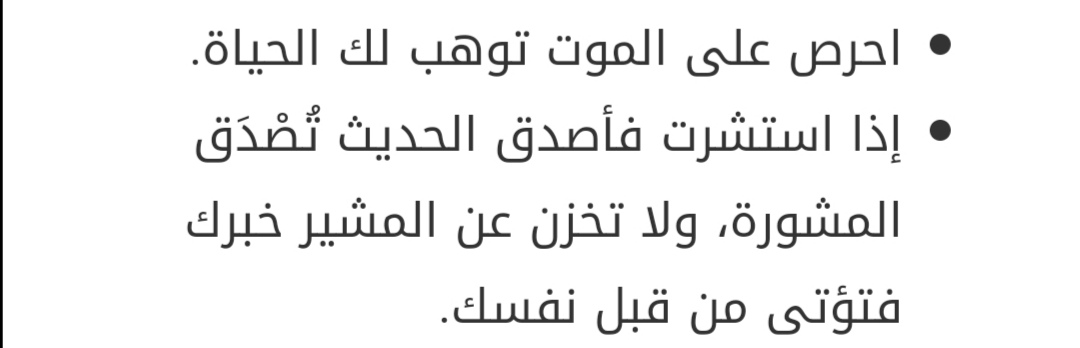 • احرص على الموت توهب لك الحياة.
• إذا استشرت فأصدق الحديث تُصْدَق
المشورة، ولا تخزن عن المشير خبرك
فتؤتى من قبل نفسك.